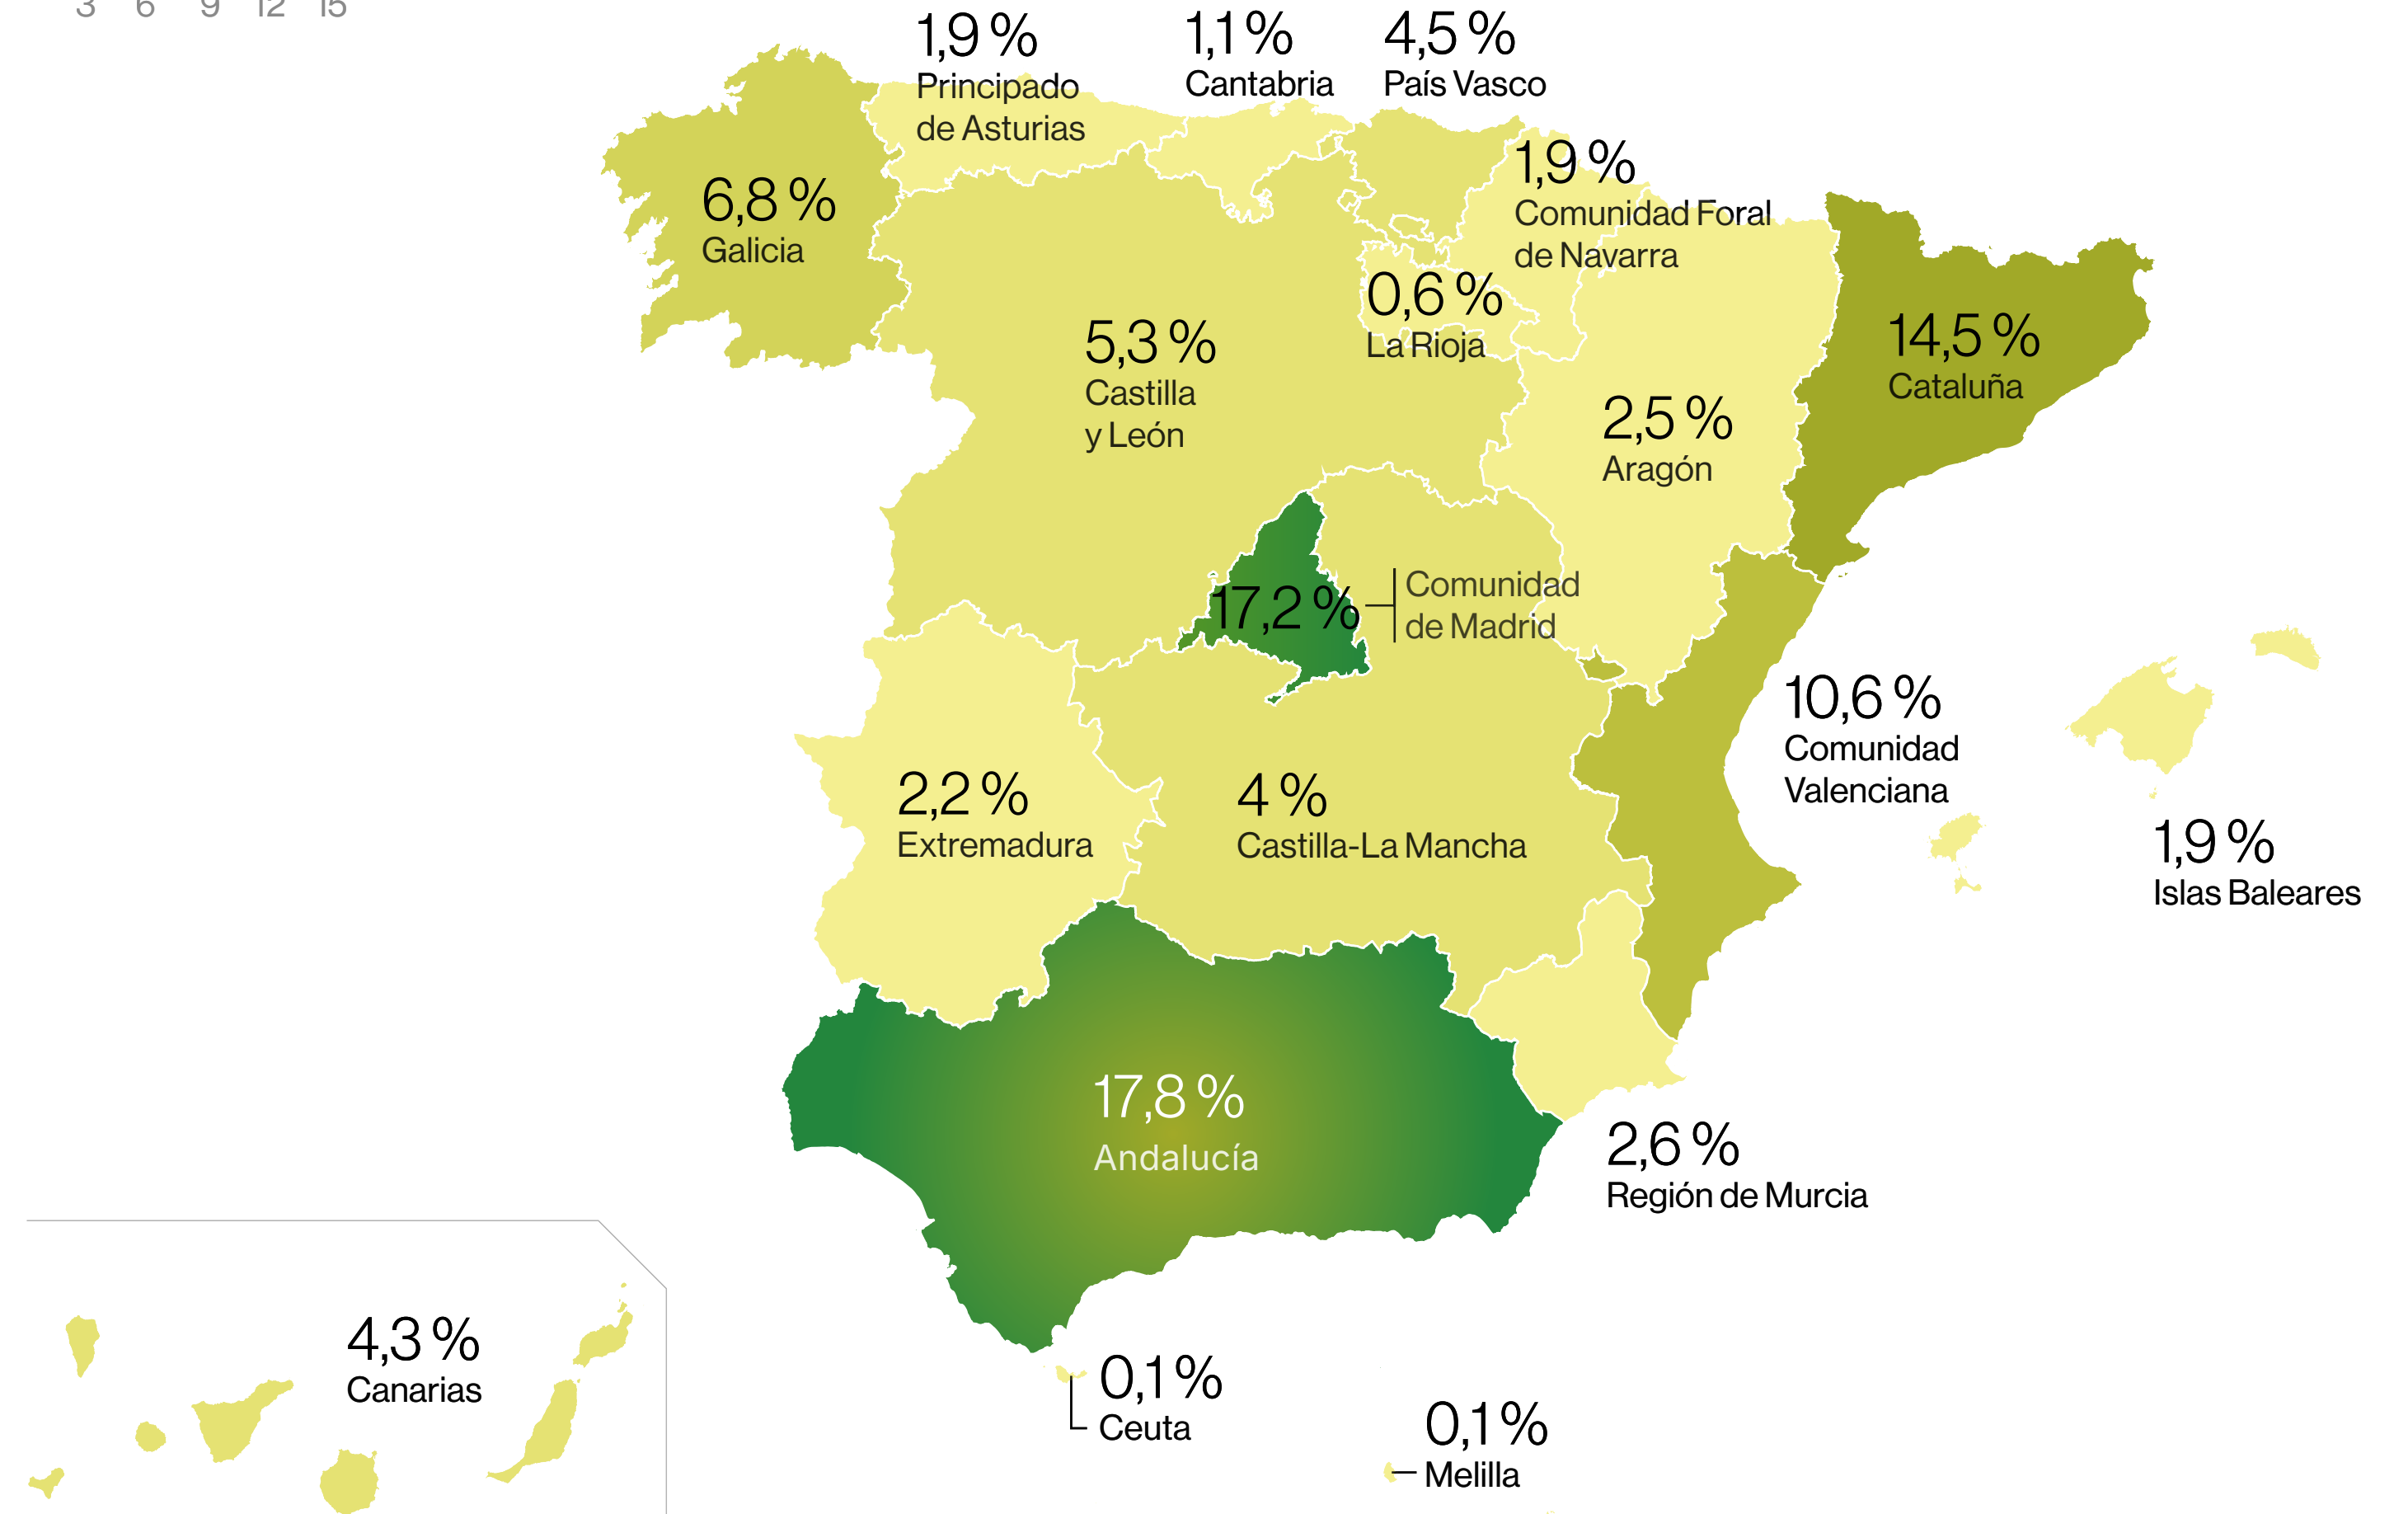 3 6 9 12 15
1,9 %
Principado
de Asturias
1,1 %
Cantabria
4,5 %
País Vasco
1,9 %
Comunidad Foral
de Navarra
6,8 %
Galicia
0,6 %
La Rioja
5,3 %
Castilla
y León
14,5 %
Cataluña
2,5 %
Aragón
17,2 %
Comunidad
de Madrid
10,6 %
Comunidad
Valenciana
2,2 %
Extremadura
4 %
Castilla-La Mancha
1,9 %
Islas Baleares
17,8 %
Andalucía
2,6 %
Región de Murcia
4,3 %
Canarias
0,1 %
Ceuta
0,1 %
Melilla